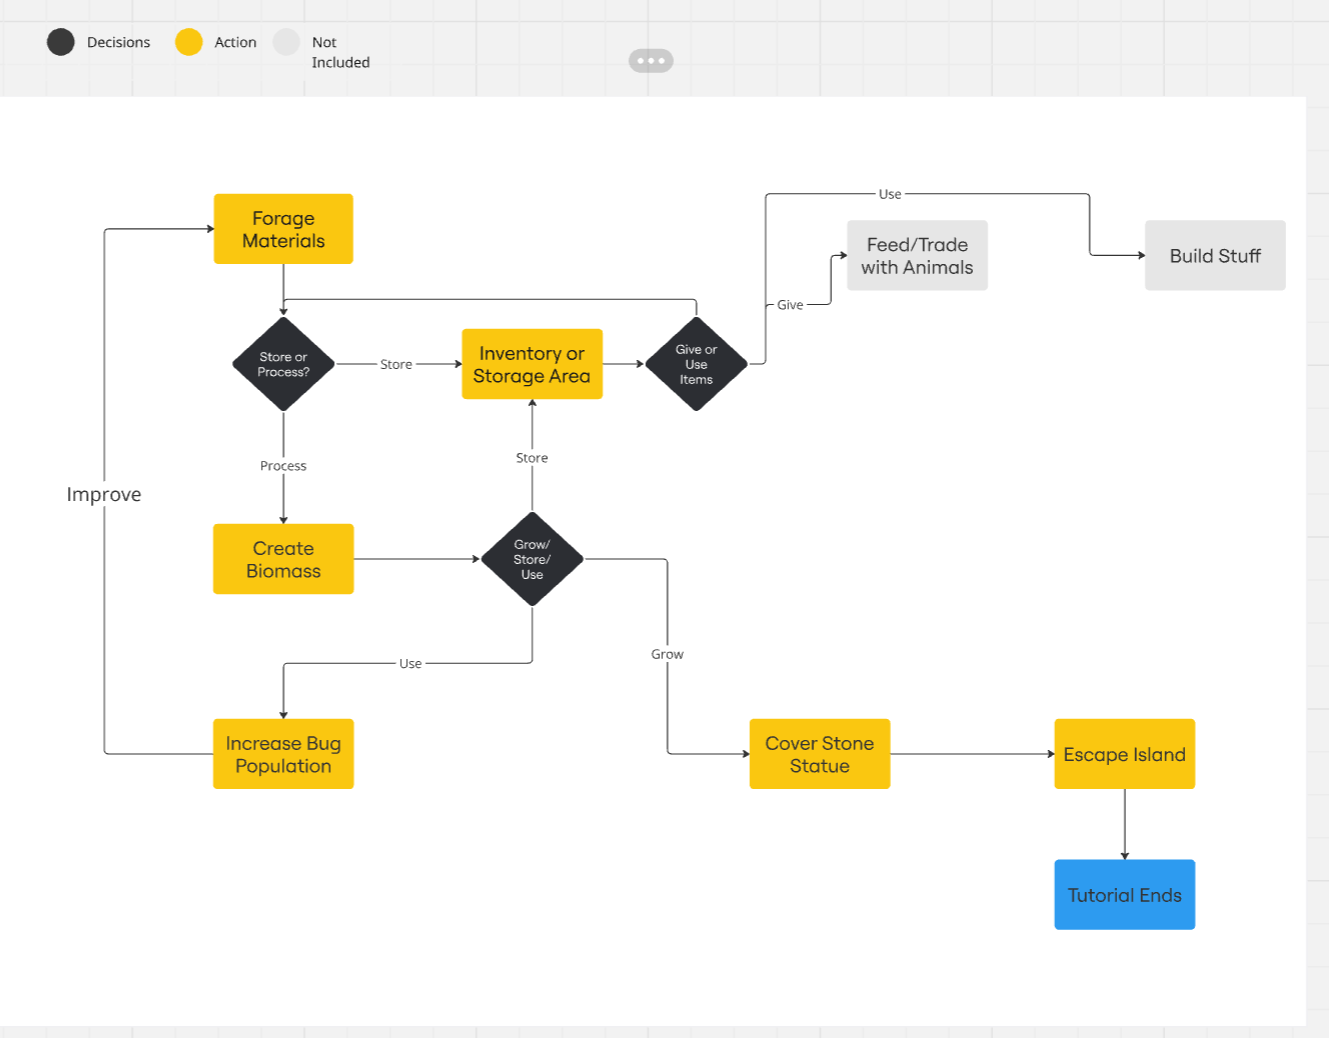 Decisions
Action
Not
Included
Forage
Materials
Use
Feed/Trade
with Animals
Build Stuff
Give
Store or
Process?
Store
Inventory or
Storage Area
Give or
Use
Items
Process
Store
Improve
Create
Biomass
Grow/
Store/
Use
Use
Grow
Increase Bug
Population
Cover Stone
Statue
Escape Island
Tutorial Ends